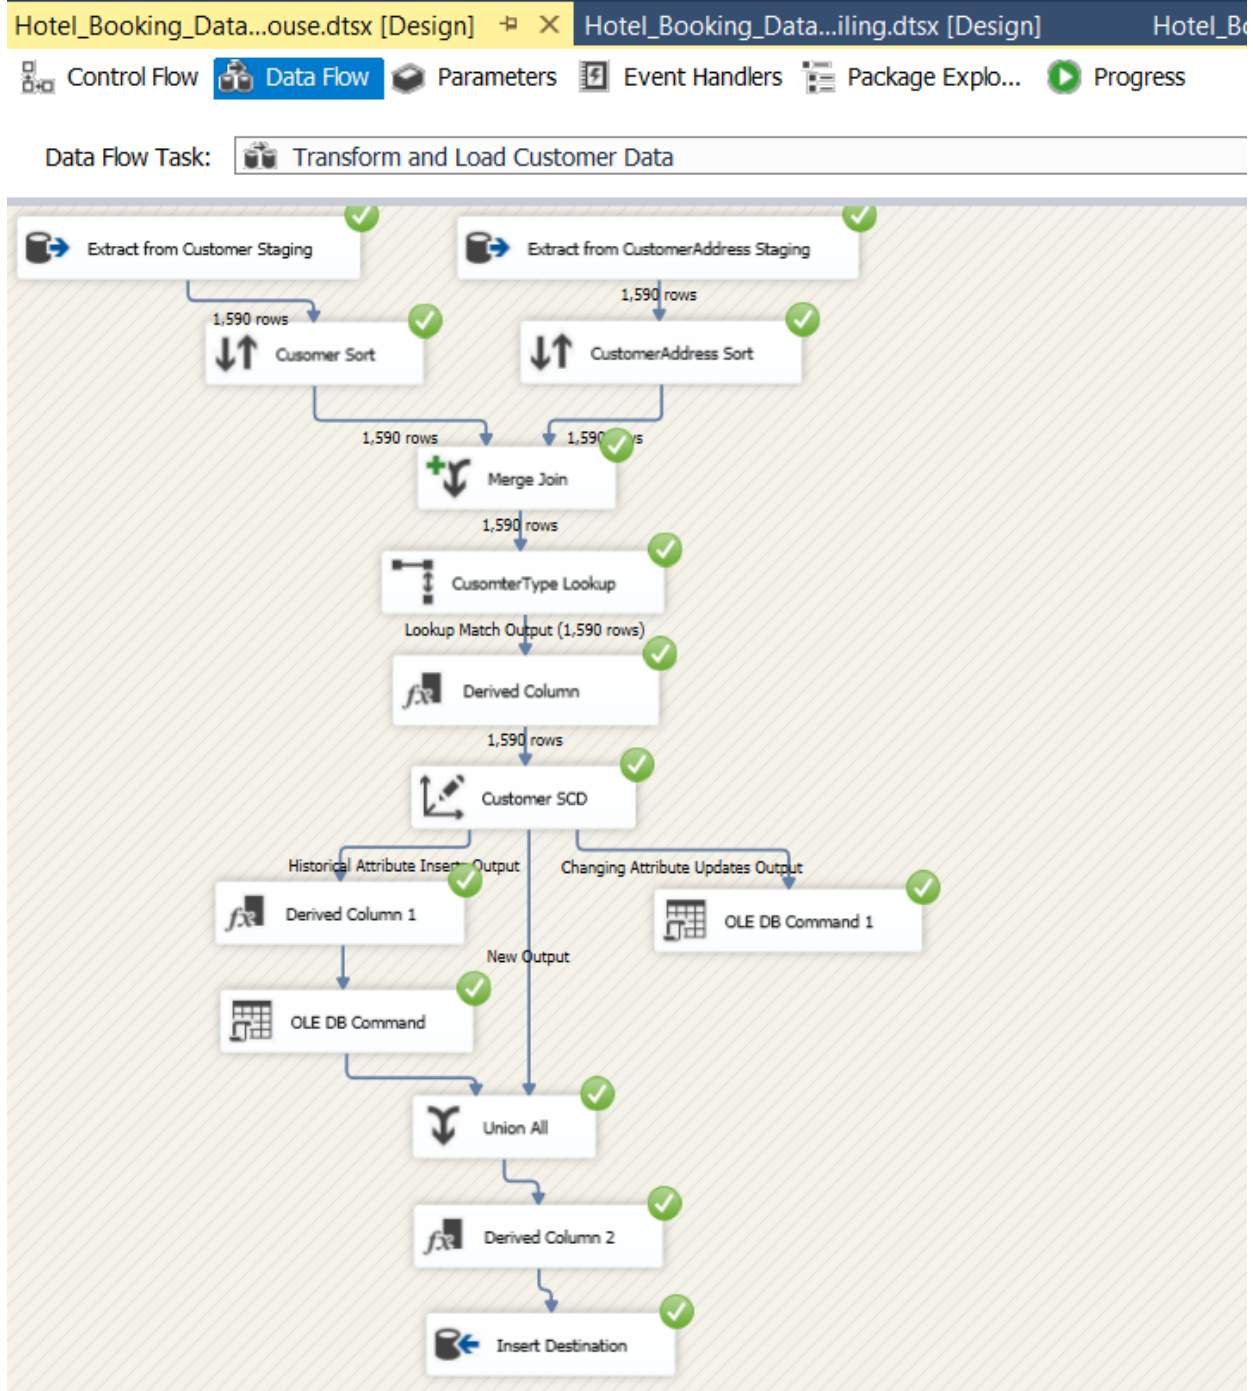 Hotel_Booking_Data...ouse.dtsx [Design]
Hotel_Booking_Data...iling.dtsx [Design]
Hotel_Bo
Control Flow
Data Flow
Parameters
Event Handlers
Package Explo...
Progress
Data Flow Task:
Transform and Load Customer Data
Extract from Customer Staging
Extract from CustomerAddress Staging
1,590 rows
1,590 rows
Cusomer Sort
CustomerAddress Sort
1,590 rows
1,590 rows
Merge Join
1,590 rows
CusomterType Lookup
Lookup Match Output (1,590 rows)
Derived Column
1,590 rows
Customer SCD
Historical Attribute Inserts Output
Changing Attribute Updates Output
Derived Column 1
OLE DB Command 1
New Output
OLE DB Command
Union All
Derived Column 2
Insert Destination